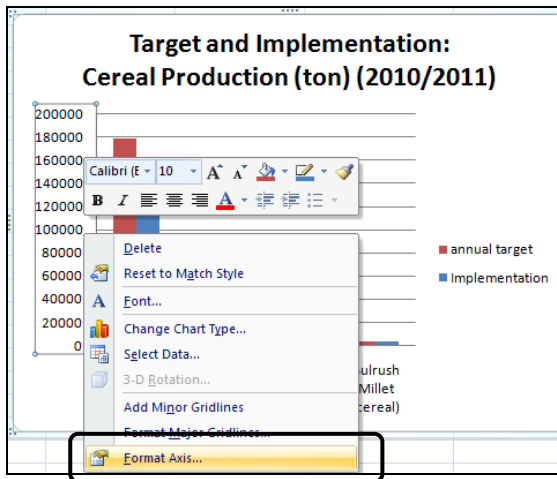 Target and Implementation:
Cereal Production (ton) (2010/2011)
200000
180000
160000
140000
120000
100000
80000
60000
40000
20000
0
Calibri (E
10
A
A
B
I
A
Delete
Reset to Match Style
A
Font...
Change Chart Type...
Select Data...
3-D Rotation...
Add Minor Gridlines
Format Major Gridlines...
Format Axis...
annual target
Implementation
ulrush
Millet
cereal)